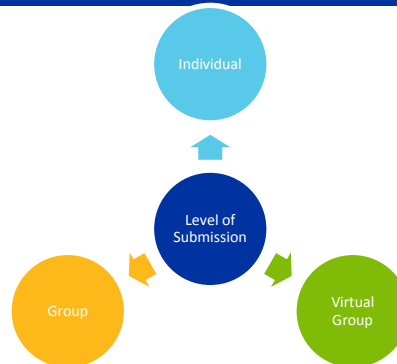 Individual
Level of
Submission
Group
Virtual
Group